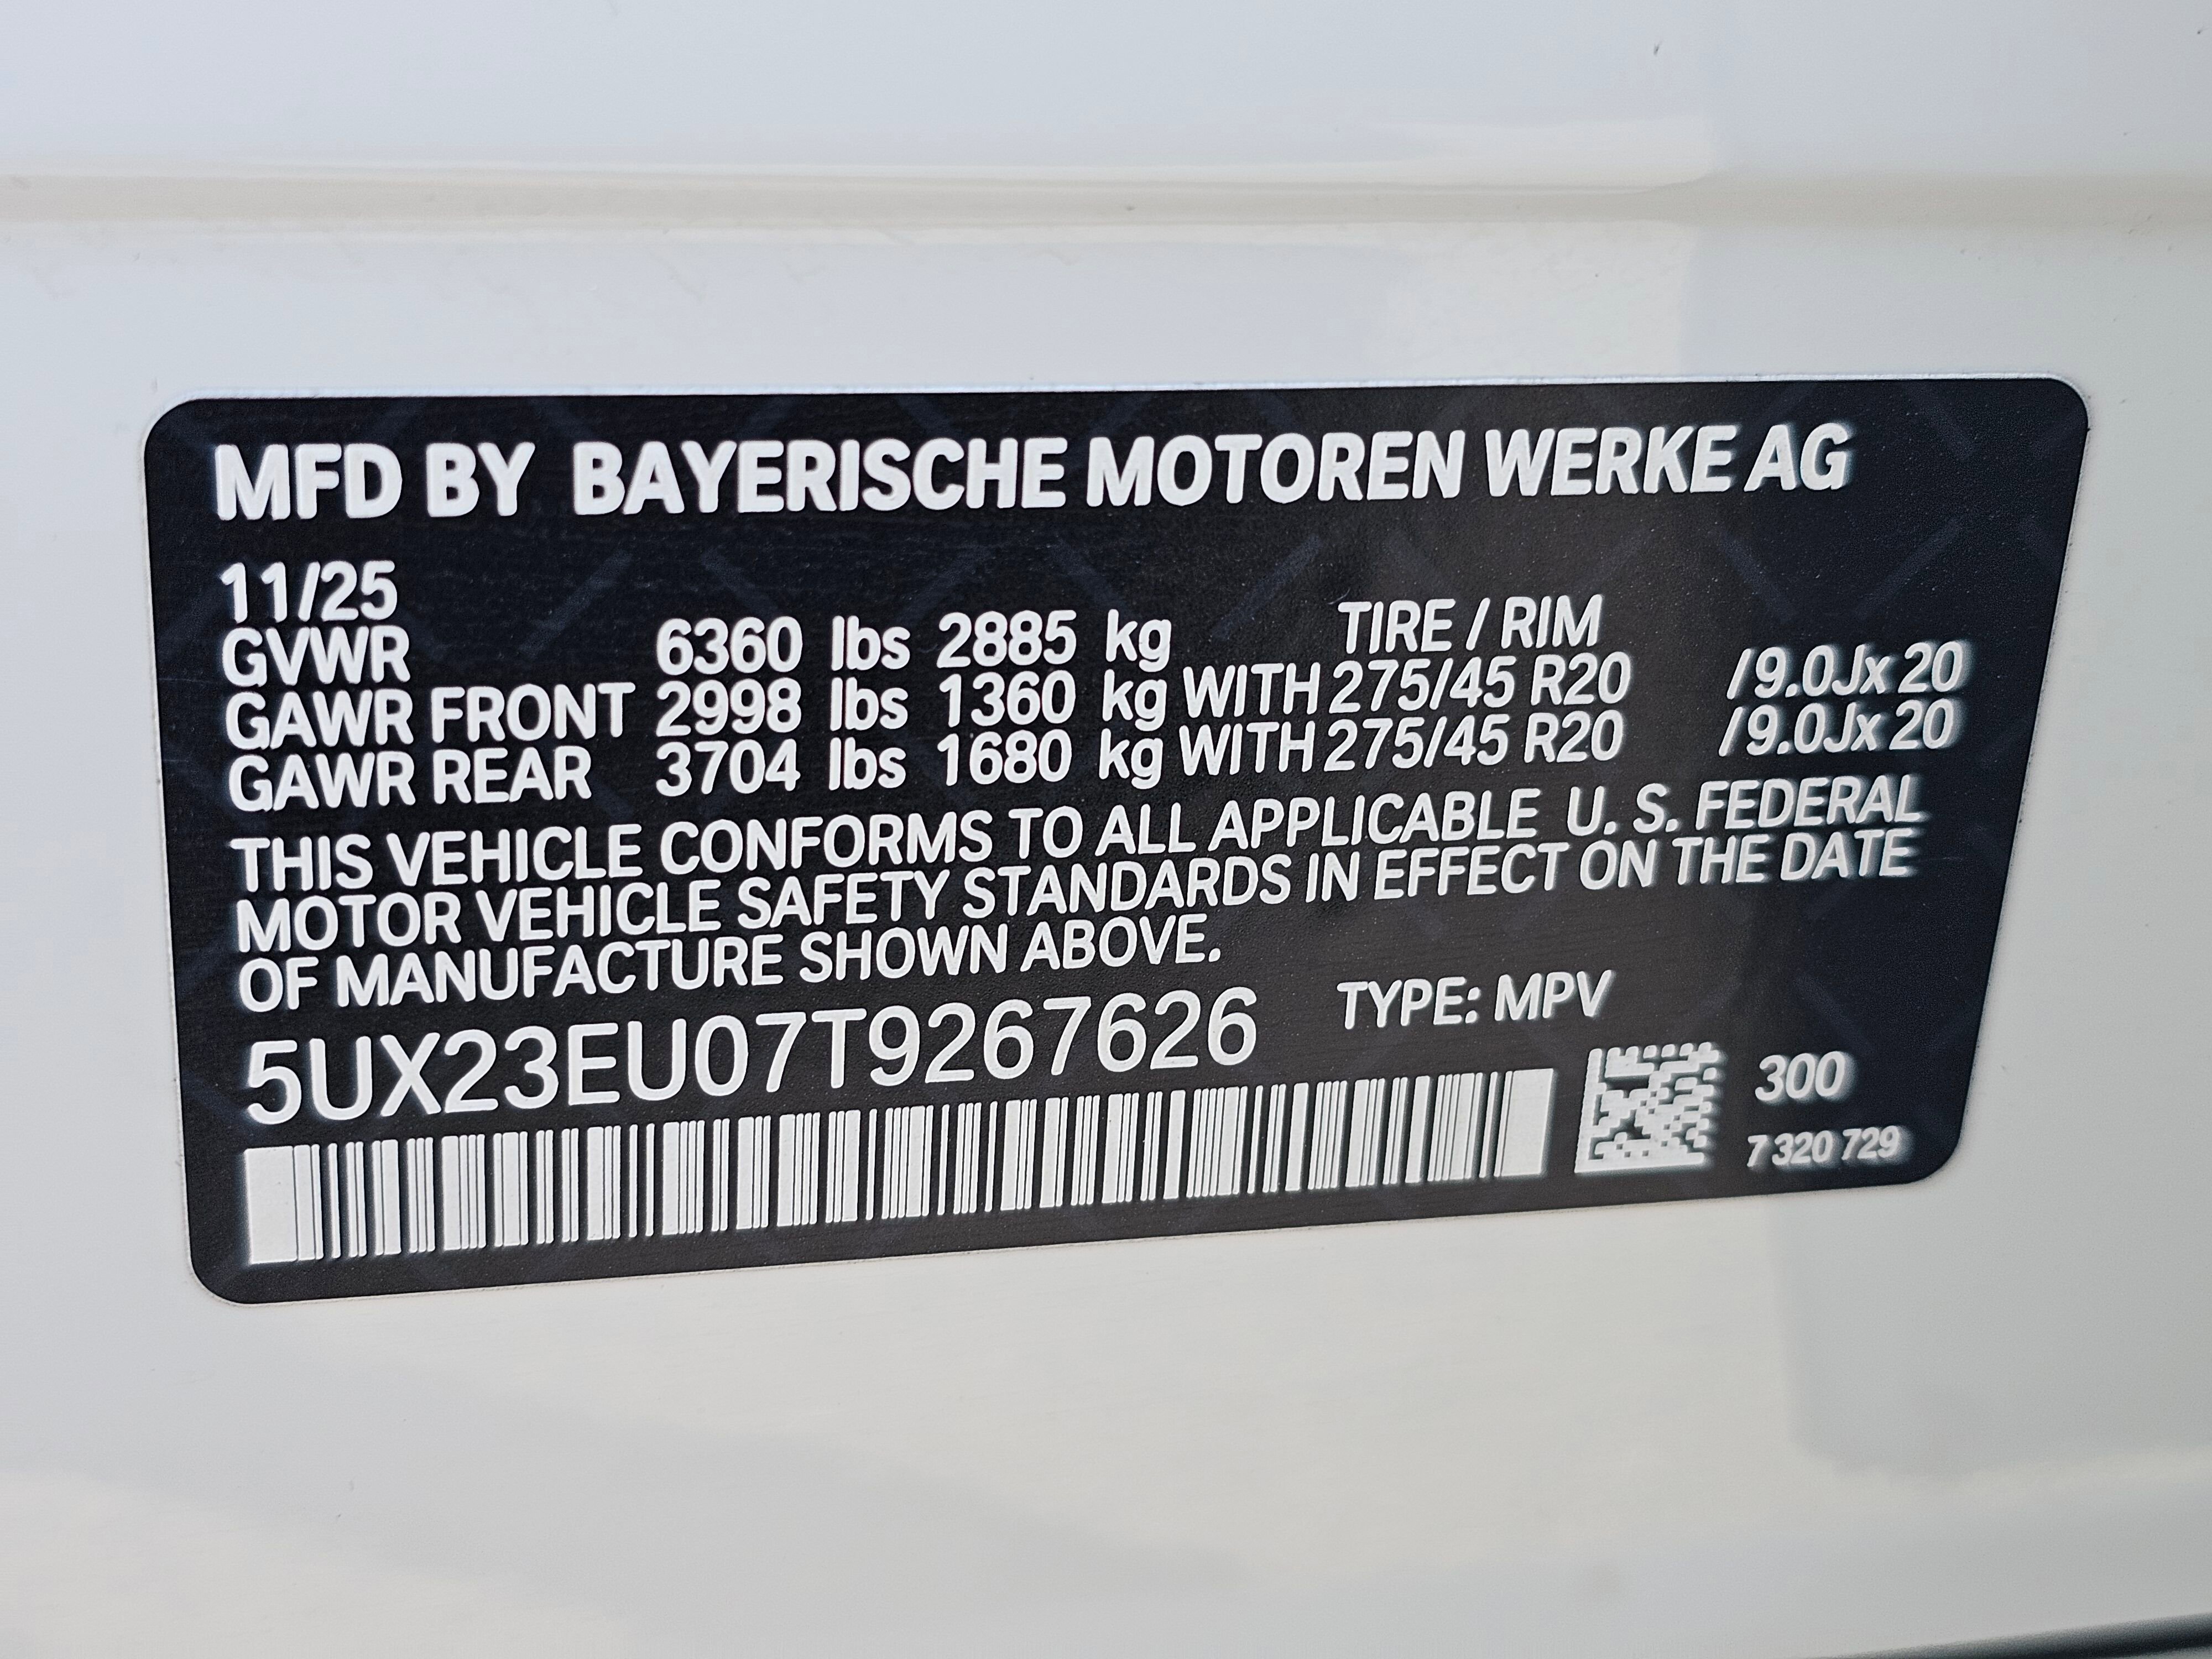 MFD BY BAYERISCHE MOTOREN WERKE AG
11/25
TIRE / RIM
GVWR 6360 lbs 2885 kg
GAWR FRONT 2998 lbs 1360 kg WITH 275/45 R20 /9.0Jx 20
GAWR REAR 3704 lbs 1680 kg WITH 275/45 R20 /9.0Jx 20
THIS VEHICLE CONFORMS TO ALL APPLICABLE U. S. FEDERAL
MOTOR VEHICLE SAFETY STANDARDS IN EFFECT ON THE DATE
OF MANUFACTURE SHOWN ABOVE.
5UX23EU07T9267626 TYPE: MPV
300
7 320 729